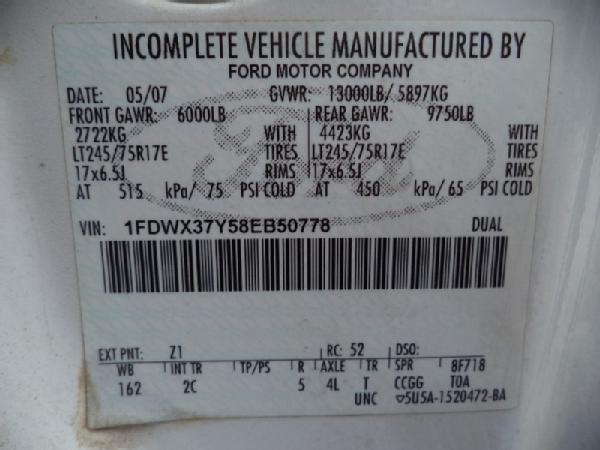 INCOMPLETE VEHICLE MANUFACTURED BY
FORD MOTOR COMPANY
DATE: 05/07 GVWR: 13000LB/ 5897KG
FRONT GAWR: 6000LB REAR GAWR: 9750LB
2722KG WITH 4423KG WITH
LT245/75R17E TIRES LT245/75R17E TIRES
17x6.5J RIMS 17x6.5J RIMS
AT 515 kPa/ 75 PSI COLD AT 450 kPa/ 65 PSI COLD
Ford
VIN: 1FDWX37Y58EB50778 DUAL
EXT PNT: Z1 RC: 52 DSO:
WB INT TR TP/PS R AXLE TR SPR 8F718
162 2C 5 4L T CCGG TOA
UNC ▽5U5A-1520472-BA